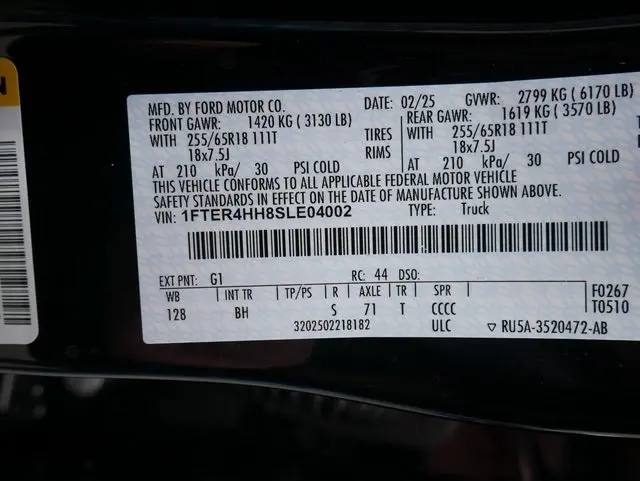 MFD. BY FORD MOTOR CO. DATE: 02/25 GVWR: 2799 KG ( 6170 LB)
FRONT GAWR: 1420 KG ( 3130 LB) REAR GAWR: 1619 KG ( 3570 LB)
WITH 255/65R18 111T TIRES WITH 255/65R18 111T
18x7.5J RIMS 18x7.5J
AT 210 kPa/ 30 PSI COLD AT 210 kPa/ 30 PSI COLD
THIS VEHICLE CONFORMS TO ALL APPLICABLE FEDERAL MOTOR VEHICLE
SAFETY STANDARDS IN EFFECT ON THE DATE OF MANUFACTURE SHOWN ABOVE.
VIN: 1FTER4HH8SLE04002 TYPE: Truck
EXT PNT: G1 RC: 44 DSO: F0267
WB INT TR TP/PS R AXLE TR SPR T0510
128 BH S 71 T CCCC
3202502218182 ULC ▽ RU5A-3520472-AB